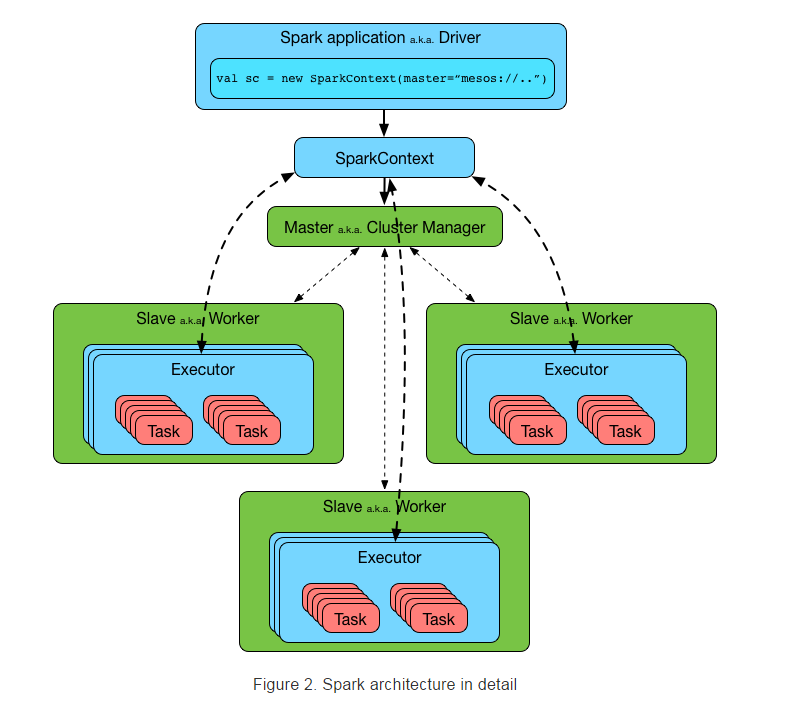 Spark application a.k.a. Driver
val sc = new SparkContext(master=“mesos://..”)
SparkContext
Master a.k.a. Cluster Manager
Slave a.k.a. Worker
Executor
Task
Task
Slave a.k.a. Worker
Executor
Task
Task
Slave a.k.a. Worker
Executor
Task
Task
Figure 2. Spark architecture in detail